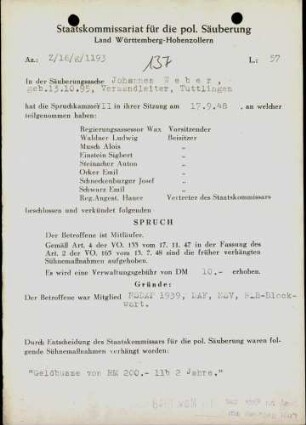 Staatskommissariat für die pol. Säuberung
Land Württemberg-Hohenzollern
Az.: Z/16/W/1193
137
L: 57
In der Säuberungssache Johannes Weber,
geb.13.10.95, Versandleiter, Tuttlingen
hat die Spruchkammer II in ihrer Sitzung am 17.9.48 , an welcher
teilgenommen haben:
Regierungsassessor Wax Vorsitzender
Waldner Ludwig Beisitzer
Musch Alois "
Einstein Sigbert "
Steinacher Anton "
Osker Emil "
Schneckenburger Josef "
Schwarz Emil "
Reg.Angest. Hauer Vertreter des Staatskommissars
beschlossen und verkündet folgenden
SPRUCH
Der Betroffene ist Mitläufer.
Gemäß Art. 4 der VO. 133 vom 17. 11. 47 in der Fassung des
Art. 2 der VO. 165 vom 13. 7. 48 sind die früher verhängten
Sühnemaßnahmen aufgehoben.
Es wird eine Verwaltungsgebühr von DM 10.- erhoben.
Gründe:
Der Betroffene war Mitglied NSDAP 1939, DAF, NSV, RLB-Block-
wart.
Durch Entscheidung des Staatskommissars für die pol. Säuberung waren fol-
gende Sühnemaßnahmen verhängt worden:
"Geldbusse von RM 200.- 11b 2 Jahre."